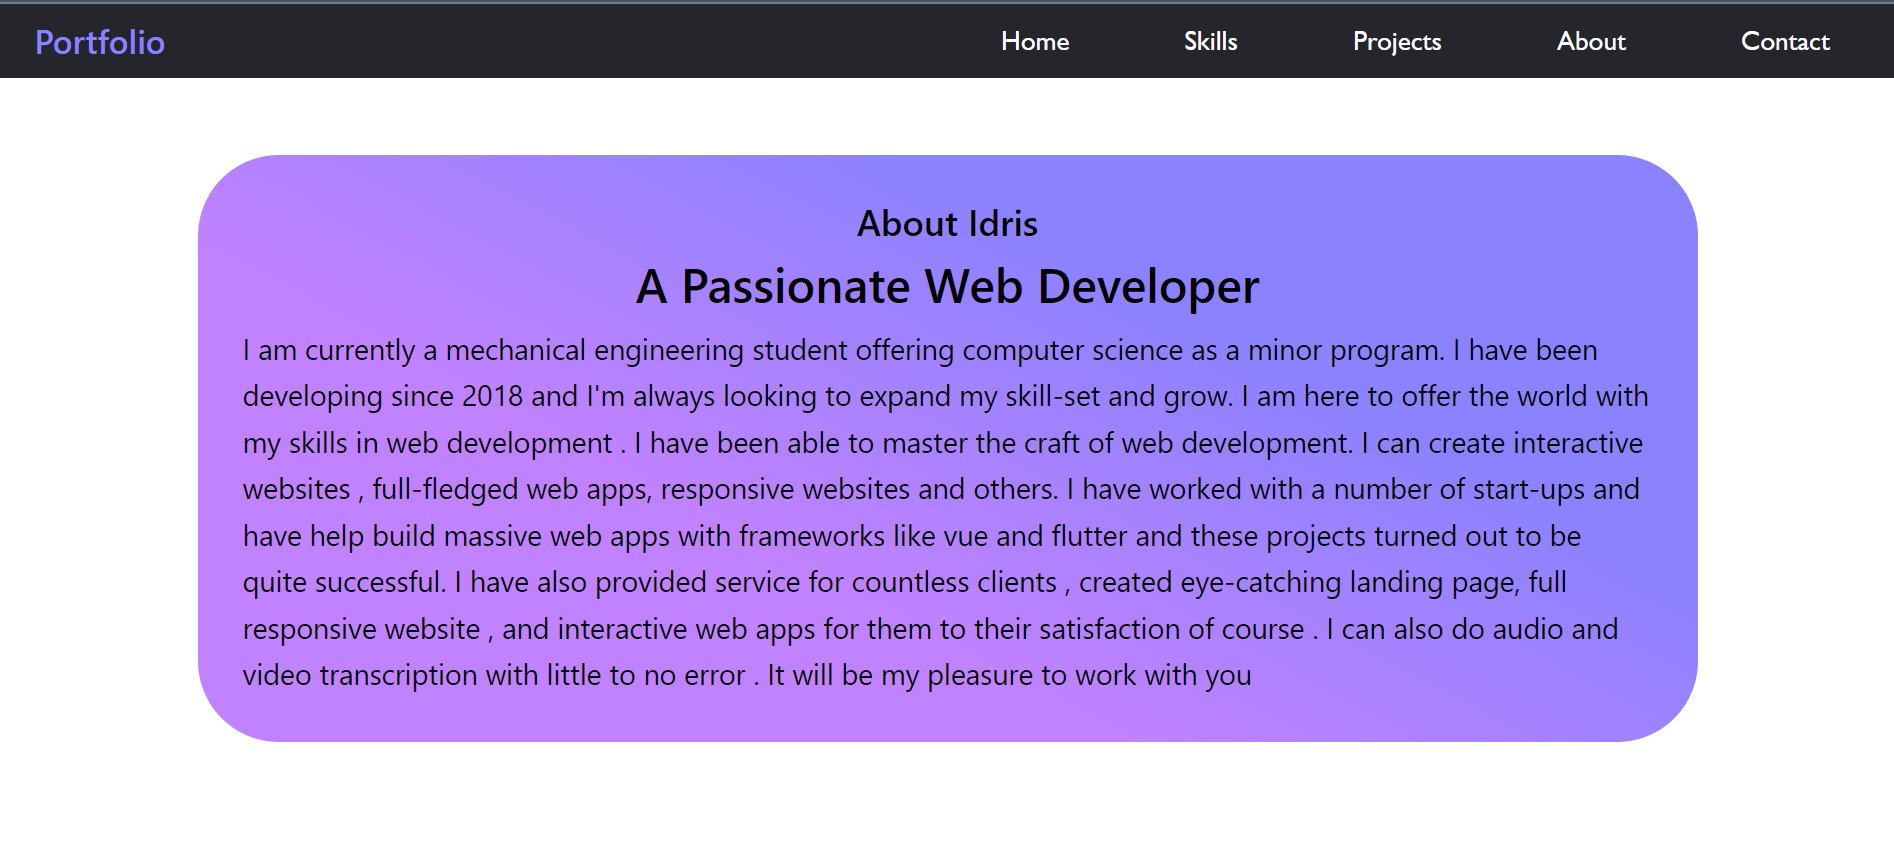 Portfolio
Home
Skills
Projects
About
Contact
About Idris
A Passionate Web Developer
I am currently a mechanical engineering student offering computer science as a minor program. I have been
developing since 2018 and I'm always looking to expand my skill-set and grow. I am here to offer the world with
my skills in web development . I have been able to master the craft of web development. I can create interactive
websites , full-fledged web apps, responsive websites and others. I have worked with a number of start-ups and
have help build massive web apps with frameworks like vue and flutter and these projects turned out to be
quite successful. I have also provided service for countless clients , created eye-catching landing page, full
responsive website , and interactive web apps for them to their satisfaction of course . I can also do audio and
video transcription with little to no error . It will be my pleasure to work with you